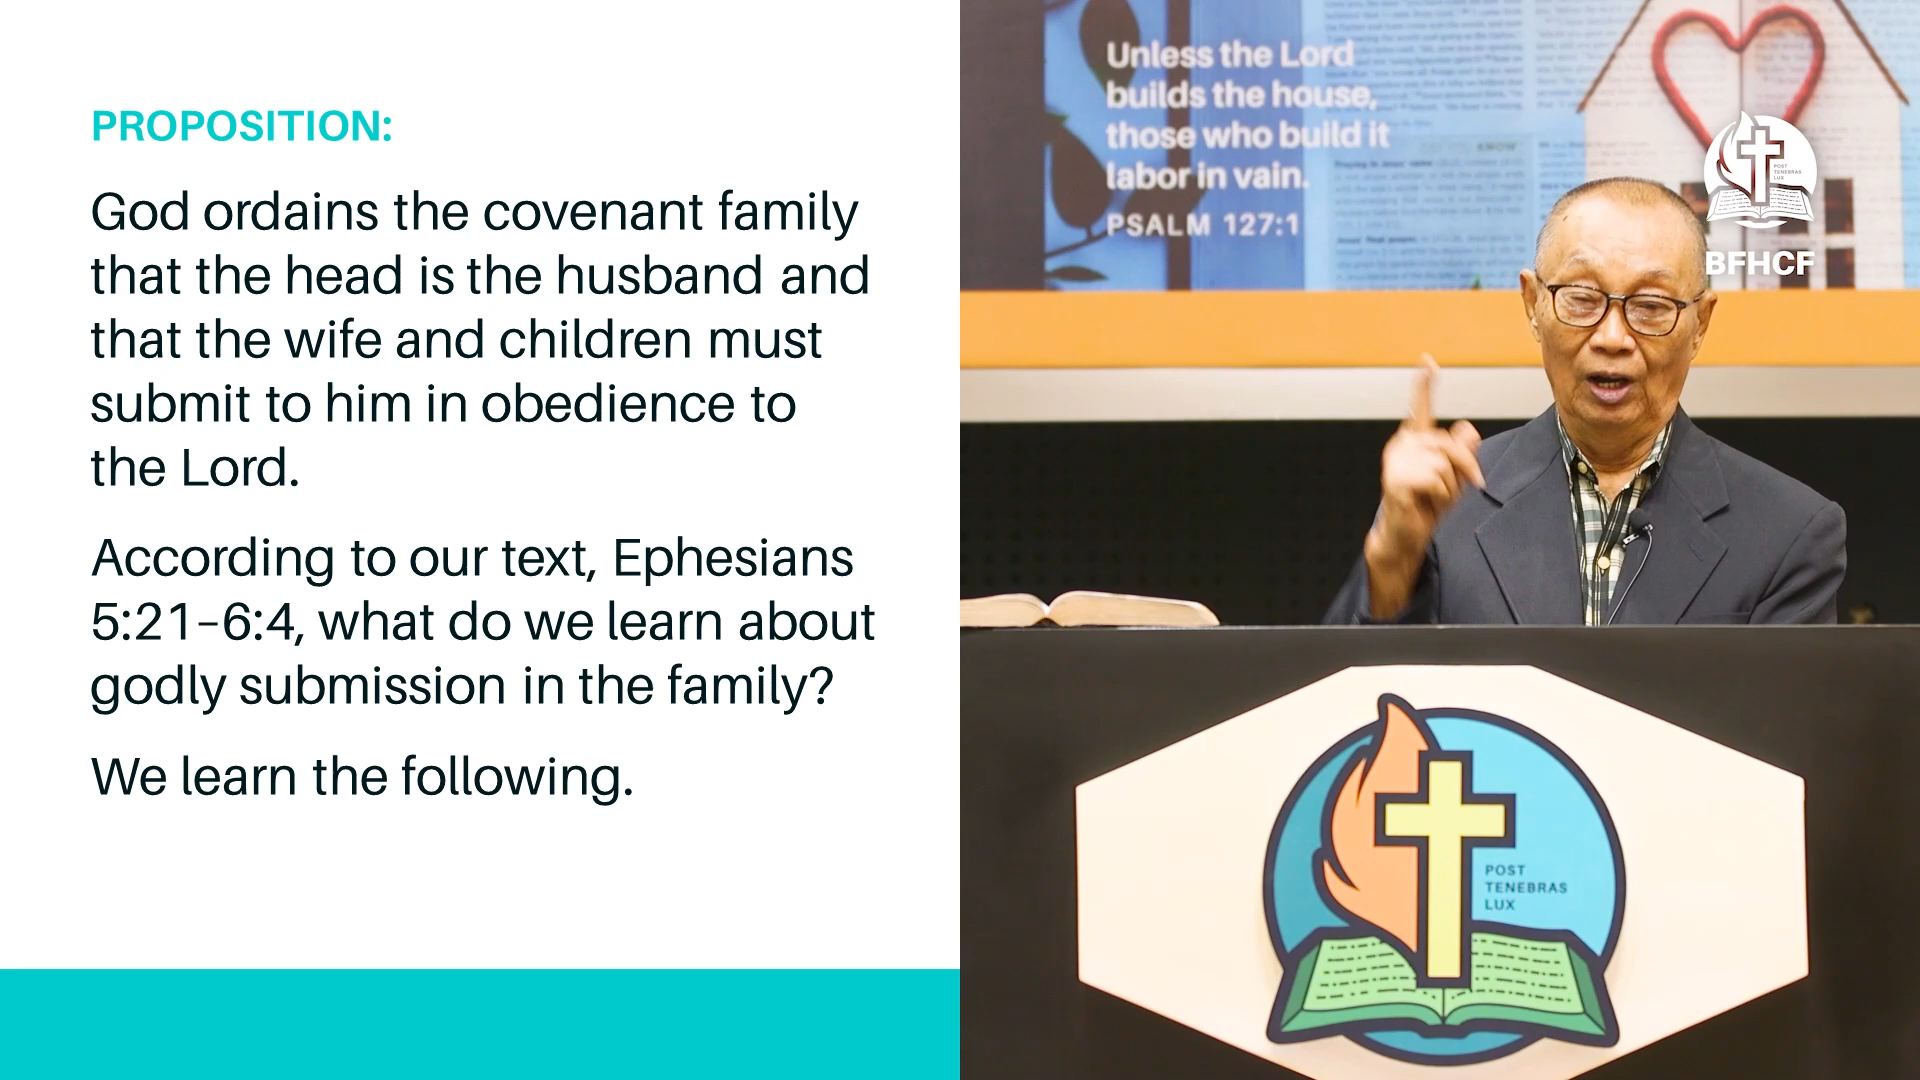 PROPOSITION:
God ordains the covenant family
that the head is the husband and
that the wife and children must
submit to him in obedience to
the Lord.
According to our text, Ephesians
5:21–6:4, what do we learn about
godly submission in the family?
We learn the following.
Unless the Lord
builds the house,
those who build it
labor in vain.
PSALM 127:1
POST
TENEBRAS
LUX
BFHCF
POST
TENEBRAS
LUX